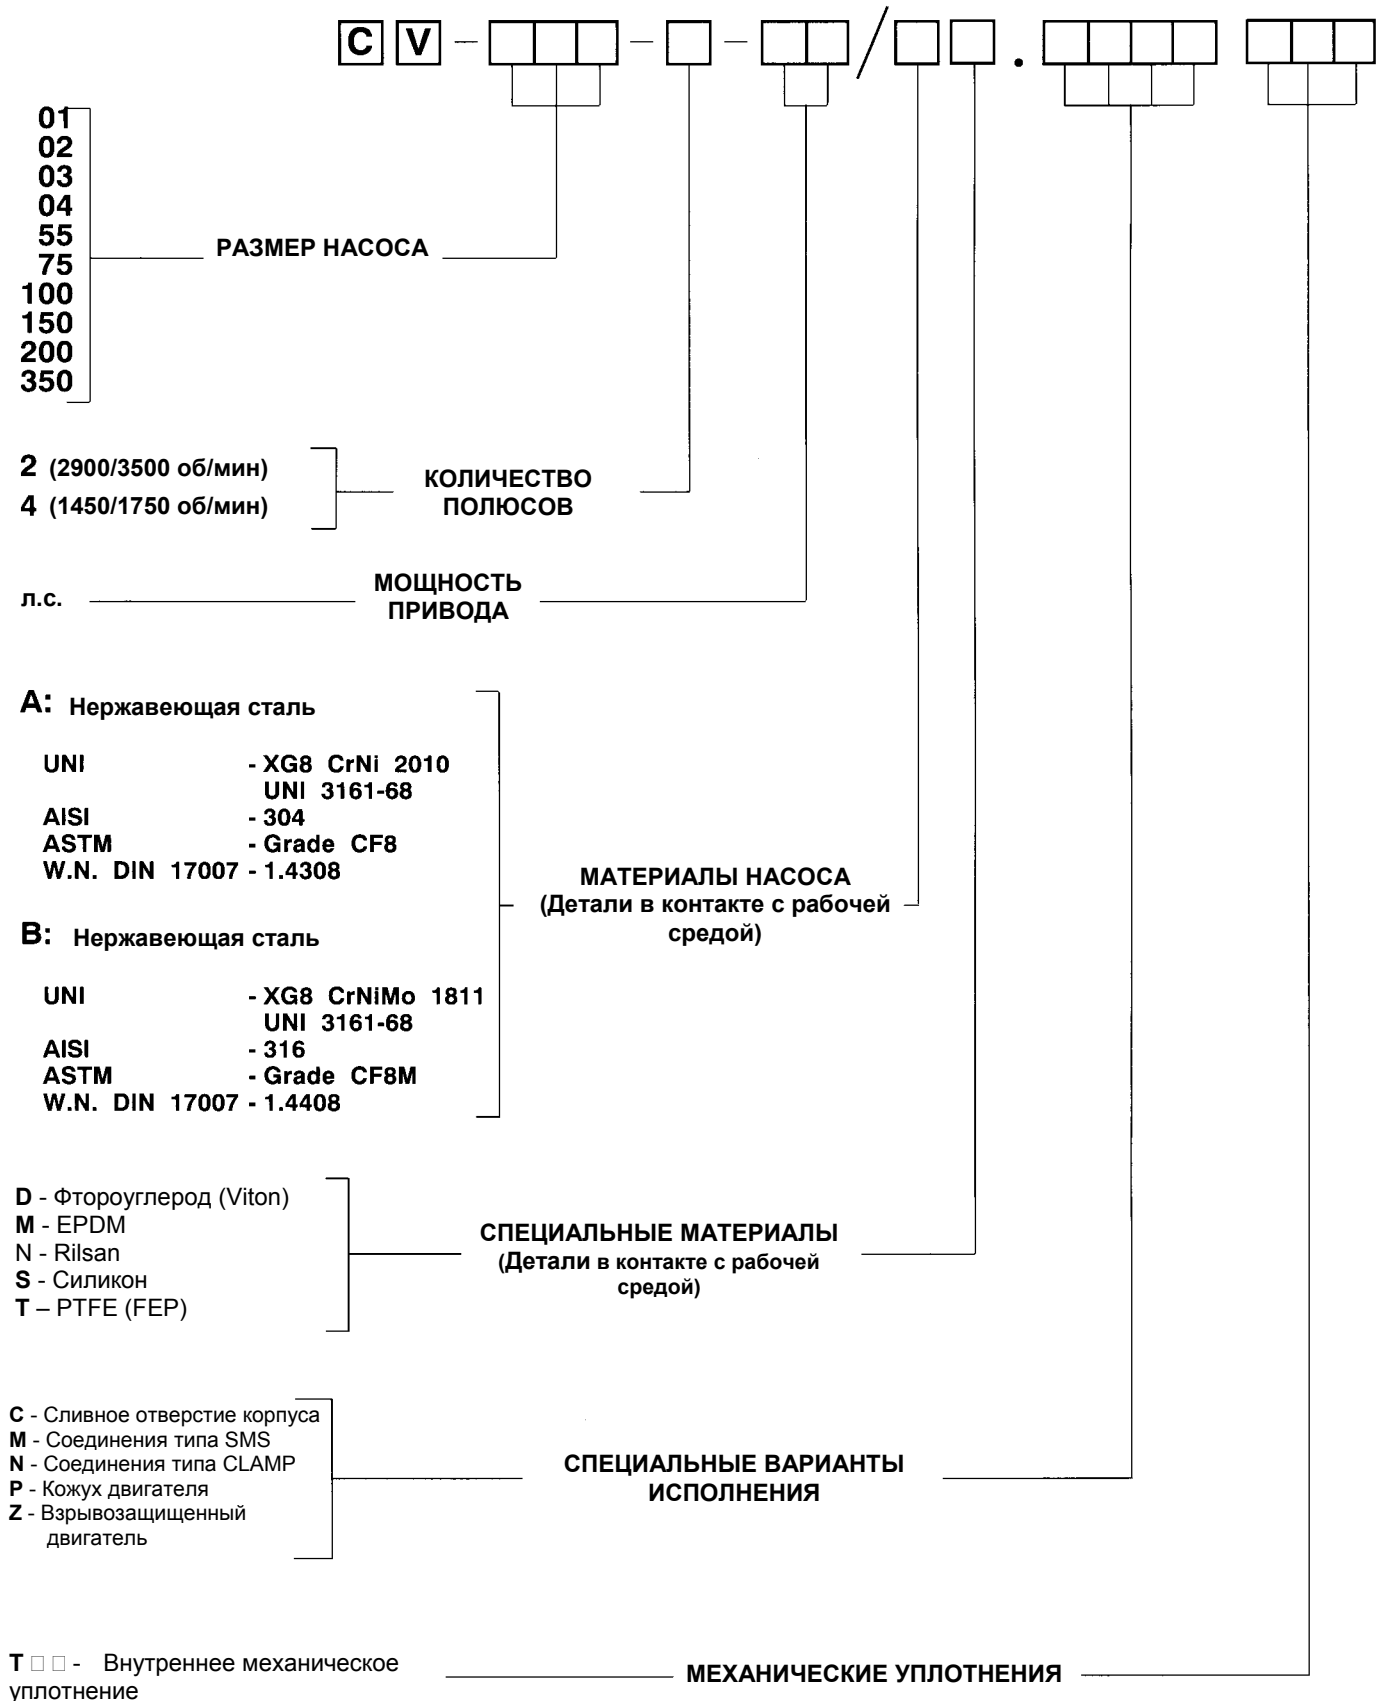 CV - □□□ - □ - □□ / □□ . □□□□ □□□
01
02
03
04
55
75
100
150
200
350
РАЗМЕР НАСОСА
2 (2900/3500 об/мин)
4 (1450/1750 об/мин)
КОЛИЧЕСТВО
ПОЛЮСОВ
л.с.
МОЩНОСТЬ
ПРИВОДА
A: Нержавеющая сталь
UNI - XG8 CrNi 2010
UNI 3161-68
AISI - 304
ASTM - Grade CF8
W.N. DIN 17007 - 1.4308
B: Нержавеющая сталь
UNI - XG8 CrNiMo 1811
UNI 3161-68
AISI - 316
ASTM - Grade CF8M
W.N. DIN 17007 - 1.4408
МАТЕРИАЛЫ НАСОСА
(Детали в контакте с рабочей
средой)
D - Фтороуглерод (Viton)
M - EPDM
N - Rilsan
S - Силикон
T – PTFE (FEP)
СПЕЦИАЛЬНЫЕ МАТЕРИАЛЫ
(Детали в контакте с рабочей
средой)
C - Сливное отверстие корпуса
M - Соединения типа SMS
N - Соединения типа CLAMP
P - Кожух двигателя
Z - Взрывозащищенный
двигатель
СПЕЦИАЛЬНЫЕ ВАРИАНТЫ
ИСПОЛНЕНИЯ
T □ □ - Внутреннее механическое
уплотнение
МЕХАНИЧЕСКИЕ УПЛОТНЕНИЯ